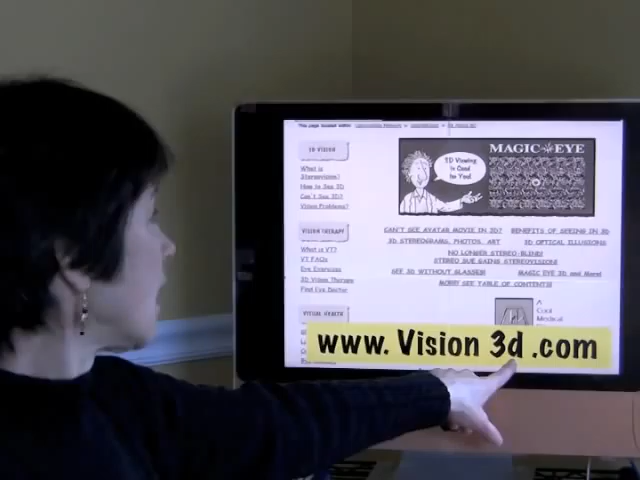 3D VISION
What is
Stereovision?
How to See 3D
Can't See 3D?
Vision Problems?
VISION THERAPY
What is VT?
VT FAQs
Eye Exercises
3D Video Therapy
Find Eye Doctor
VISUAL HEALTH
MAGIC EYE
"3D Viewing
is Good
for You!
CAN'T SEE AVATAR MOVIE IN 3D? BENEFITS OF SEEING IN 3D
3D STEREOGRAMS, PHOTOS, ART 3D OPTICAL ILLUSIONS
NO LONGER STEREO-BLIND!
STEREO SUE GAINS STEREOVISION!
SEE 3D WITHOUT GLASSES! MAGIC EYE 3D and More!
MORE? SEE TABLE OF CONTENTS!
A
Cool
Medical
www. Vision 3d .com